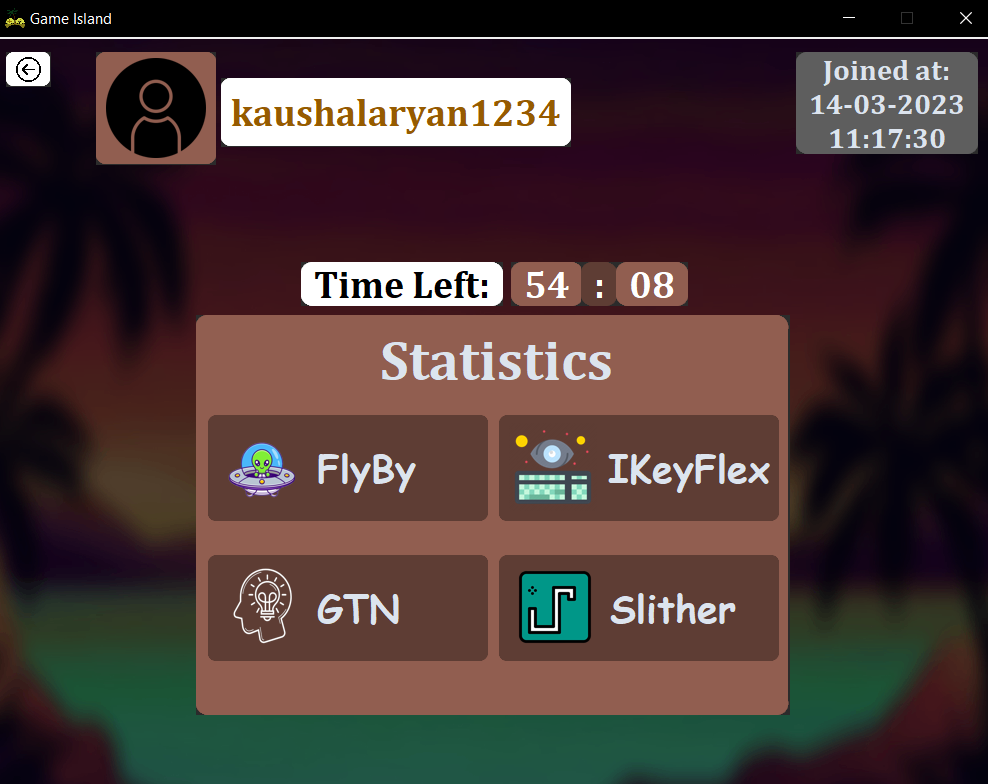 Game Island
kaushalaryan1234
Joined at:
14-03-2023
11:17:30
Time Left: 54 : 08
Statistics
FlyBy
IKeyFlex
GTN
Slither